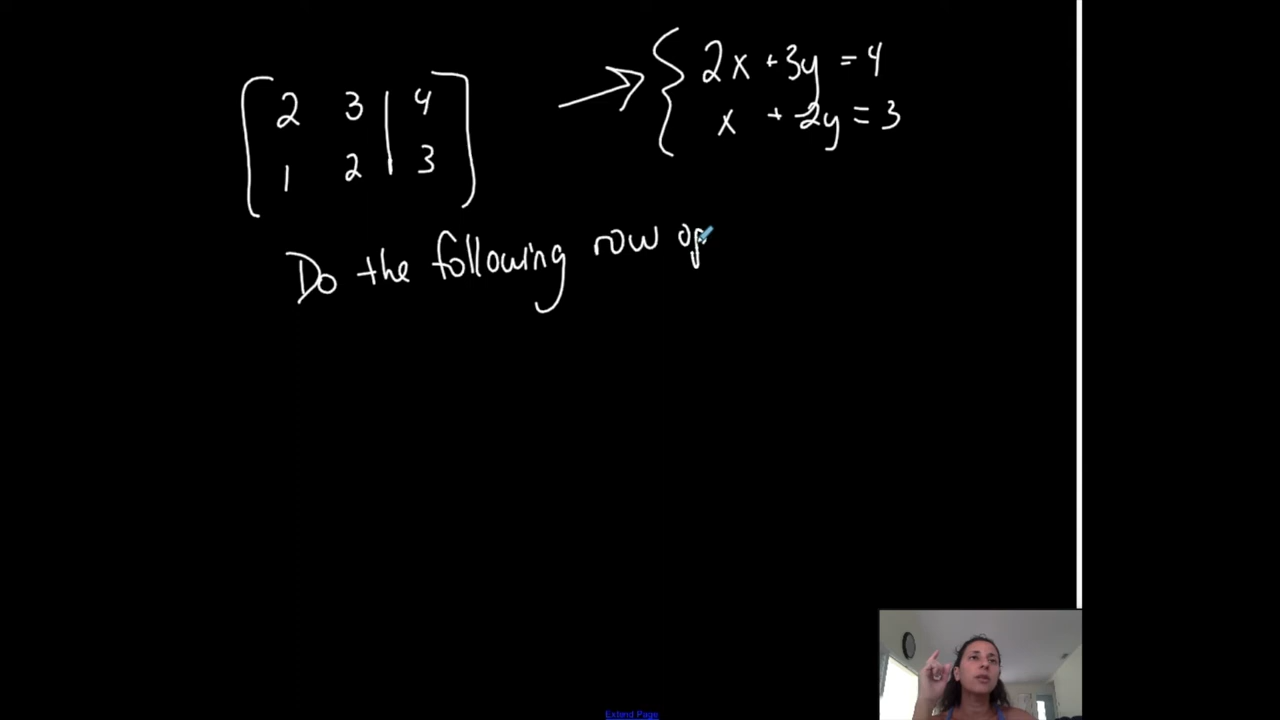 2 3 | 4
1 2 | 3
→ { 2x + 3y = 4
x + 2y = 3
Do the following row op
Extend Page